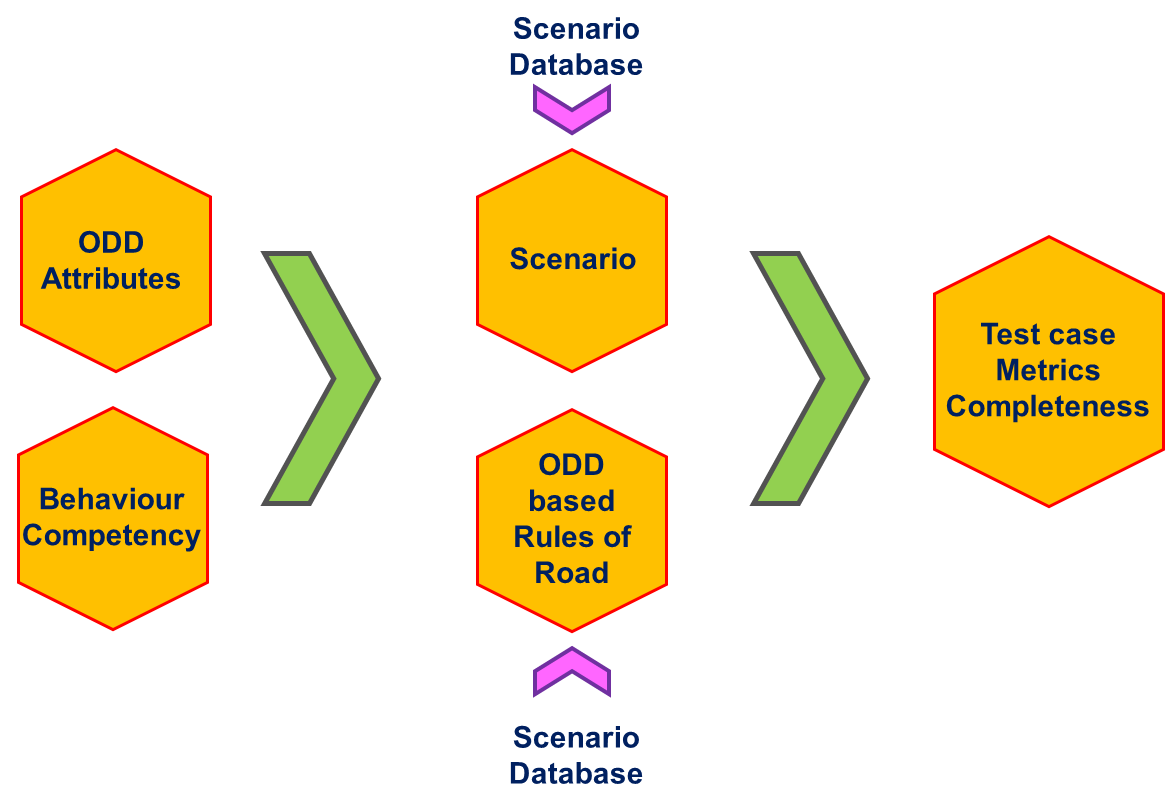 Scenario
Database
ODD
Attributes
Scenario
Behaviour
Competency
ODD
based
Rules of
Road
Test case
Metrics
Completeness
Scenario
Database